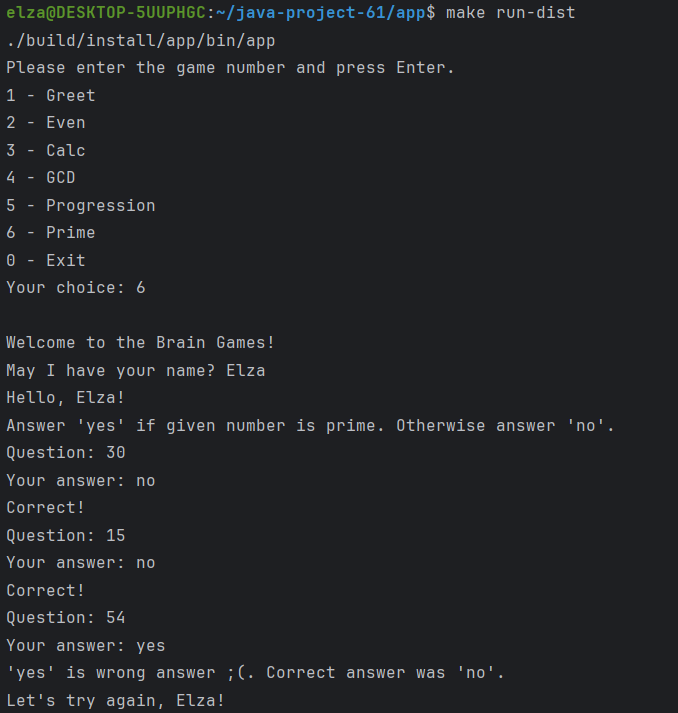 elza@DESKTOP-5UUPH6C:~/java-project-61/app$ make run-dist
./build/install/app/bin/app
Please enter the game number and press Enter.
1 - Greet
2 - Even
3 - Calc
4 - GCD
5 - Progression
6 - Prime
0 - Exit
Your choice: 6
Welcome to the Brain Games!
May I have your name? Elza
Hello, Elza!
Answer 'yes' if given number is prime. Otherwise answer 'no'.
Question: 30
Your answer: no
Correct!
Question: 15
Your answer: no
Correct!
Question: 54
Your answer: yes
'yes' is wrong answer ;(. Correct answer was 'no'.
Let's try again, Elza!